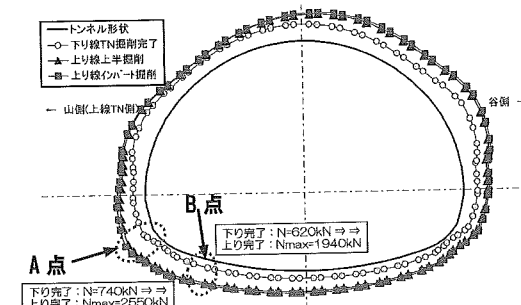 トンネル形状
下り線TN掘削完了
上り線上半掘削
上り線インバート掘削
← 山側(上線TN側)
谷側 →
B点
下り完了：N=620kN ⇒ ⇒
上り完了：Nmax=1940kN
A点
下り完了：N=740kN ⇒ ⇒
上り完了：Nmax=2550kN